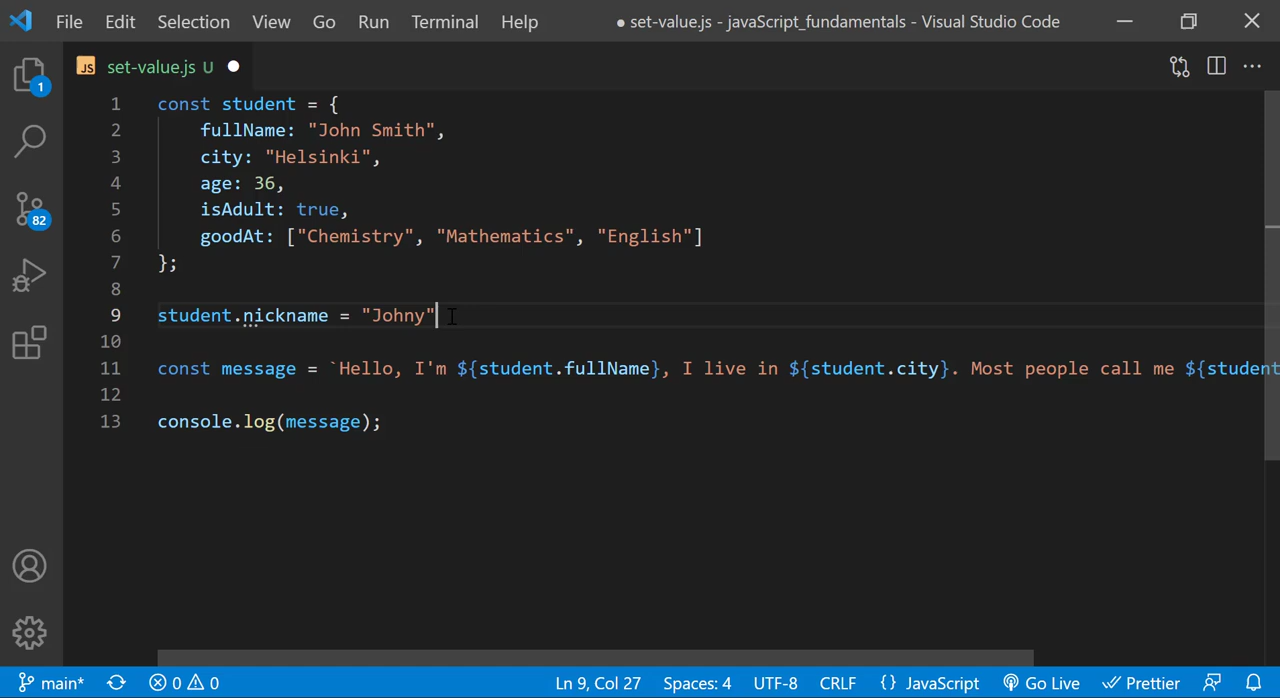 File Edit Selection View Go Run Terminal Help ● set-value.js - javaScript_fundamentals - Visual Studio Code
JS set-value.js U
1 const student = {
2 fullName: "John Smith",
3 city: "Helsinki",
4 age: 36,
5 isAdult: true,
6 goodAt: ["Chemistry", "Mathematics", "English"]
7 };
8
9 student.nickname = "Johny"
10
11 const message = `Hello, I'm ${student.fullName}, I live in ${student.city}. Most people call me ${student
12
13 console.log(message);
1
82
main* 0 0 Ln 9, Col 27 Spaces: 4 UTF-8 CRLF {} JavaScript Go Live Prettier